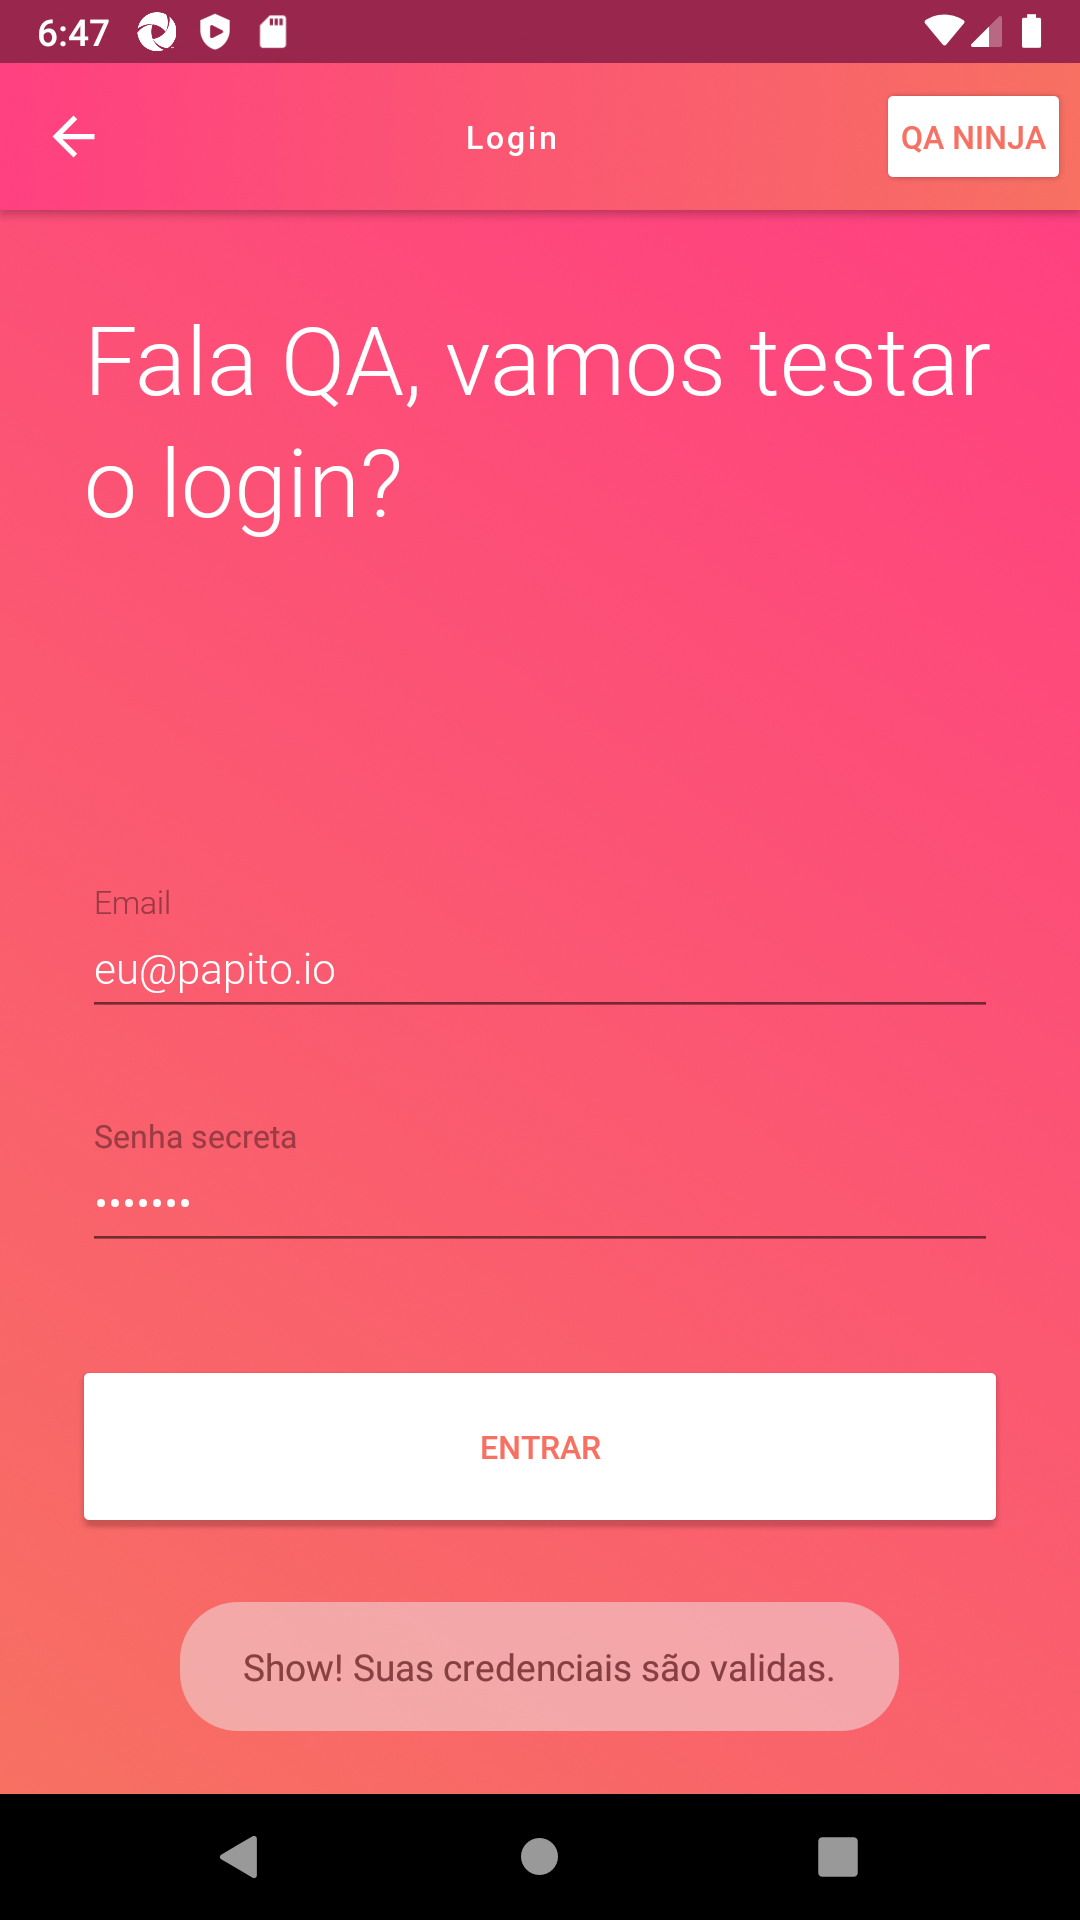 6:47
Login
QA NINJA
Fala QA, vamos testar
o login?
Email
eu@papito.io
Senha secreta
•••••••
ENTRAR
Show! Suas credenciais são validas.